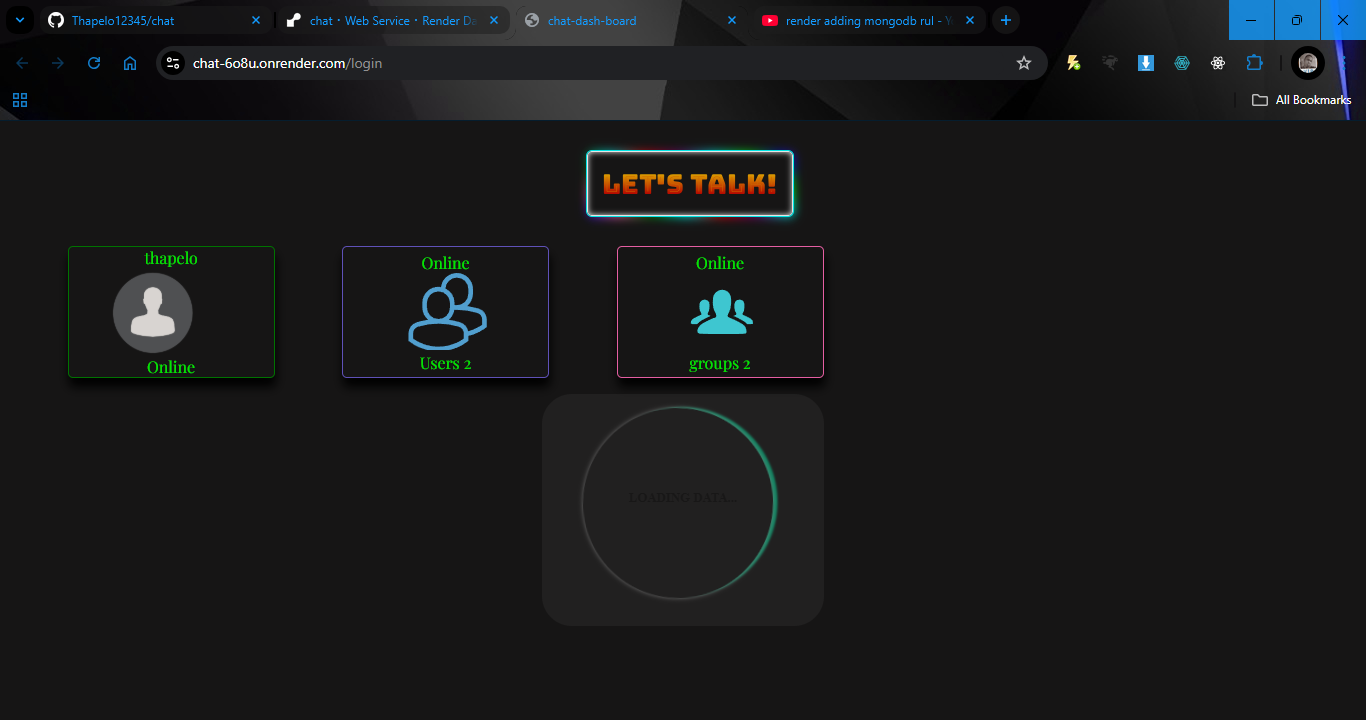 Thapelo12345/chat
chat · Web Service · Render Da
chat-dash-board
render adding mongodb rul - Y
chat-6o8u.onrender.com/login
All Bookmarks
LET'S TALK!
thapelo
Online
Online
Users 2
Online
groups 2
LOADING DATA...